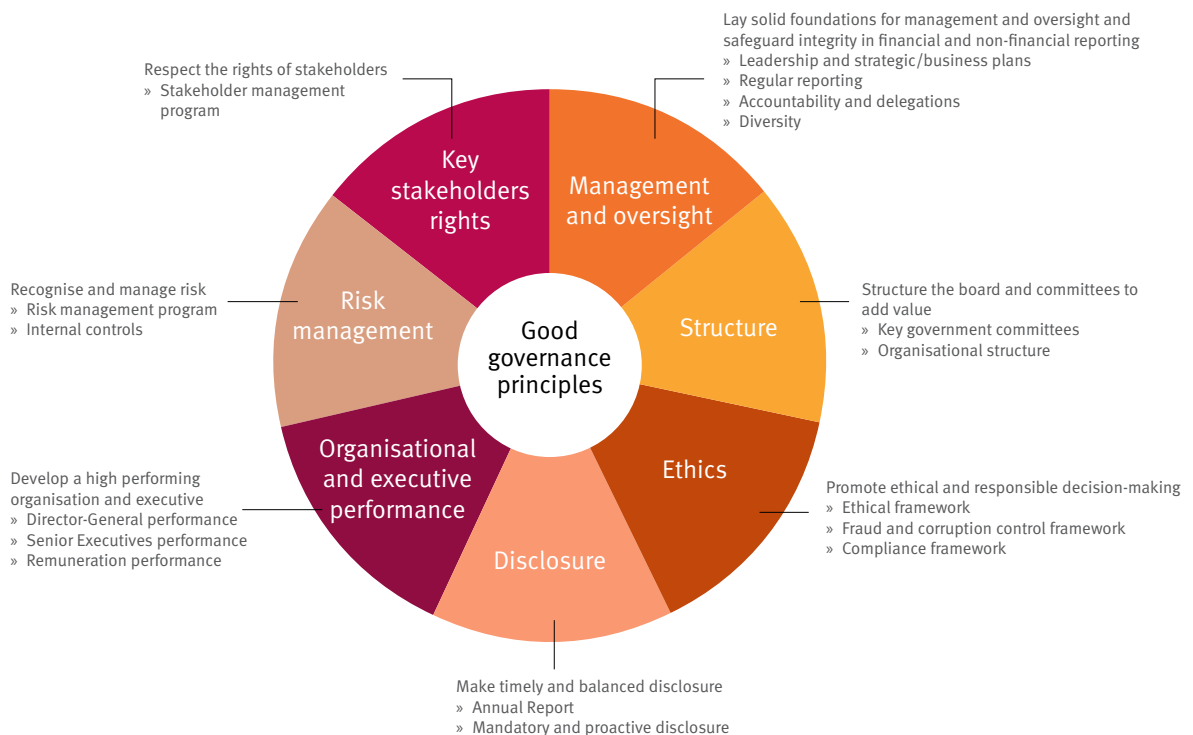 Lay solid foundations for management and oversight and
safeguard integrity in financial and non-financial reporting
» Leadership and strategic/business plans
» Regular reporting
» Accountability and delegations
» Diversity
Respect the rights of stakeholders
» Stakeholder management
program
Key
stakeholders
rights
Management
and oversight
Recognise and manage risk
» Risk management program
» Internal controls
Risk
management
Good
governance
principles
Structure
Structure the board and committees to
add value
» Key government committees
» Organisational structure
Organisational
and executive
performance
Ethics
Develop a high performing
organisation and executive
» Director-General performance
» Senior Executives performance
» Remuneration performance
Promote ethical and responsible decision-making
» Ethical framework
» Fraud and corruption control framework
» Compliance framework
Disclosure
Make timely and balanced disclosure
» Annual Report
» Mandatory and proactive disclosure